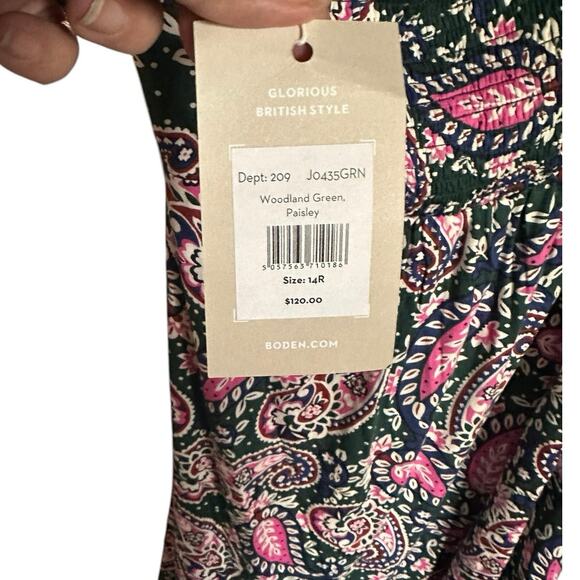 GLORIOUS
BRITISH STYLE
Dept: 209 J0435GRN
Woodland Green,
Paisley
5 057563 710186
Size: 14R
$120.00
BODEN.COM